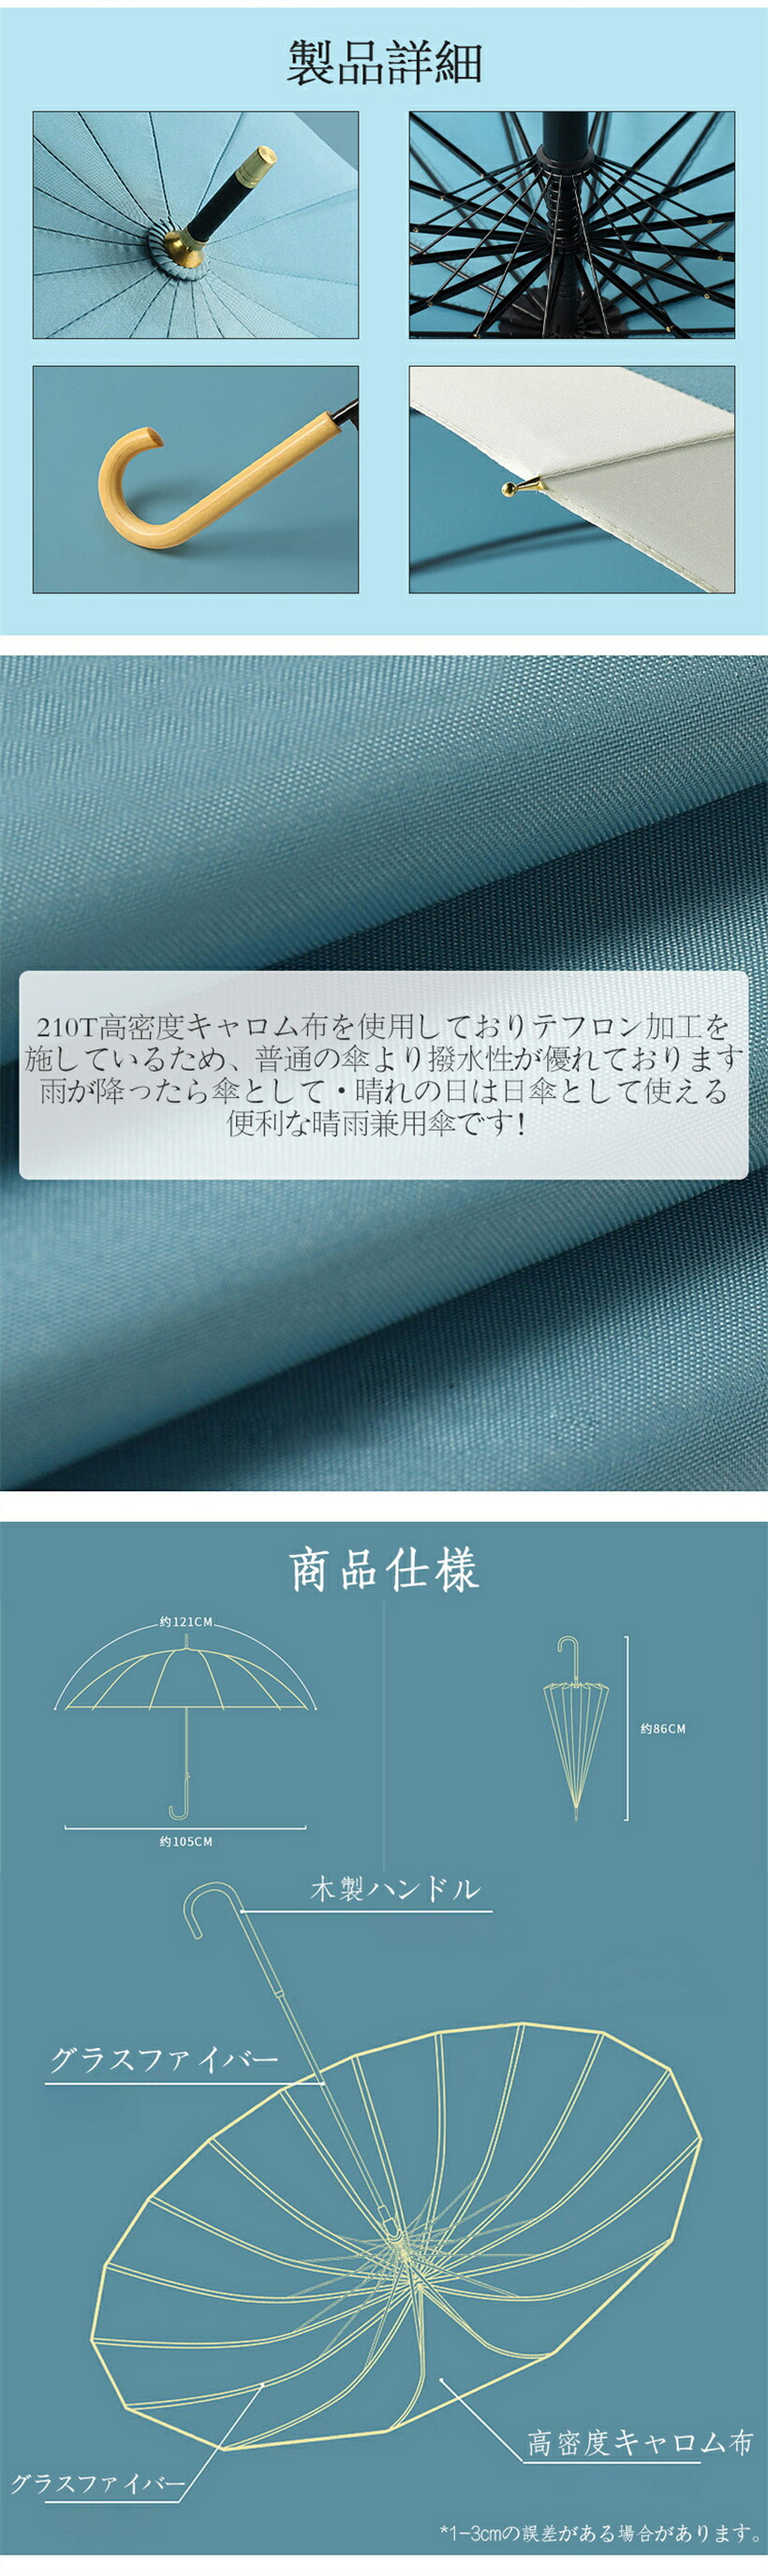 製品詳細
210T高密度キャロム布を使用しておりテフロン加工を
施しているため、普通の傘より撥水性が優れております
雨が降ったら傘として・晴れの日は日傘として使える
便利な晴雨兼用傘です！
商品仕様
约121CM
约86CM
约105CM
木製ハンドル
グラスファイバー
高密度キャロム布
グラスファイバー
*1-3cmの誤差がある場合があります。